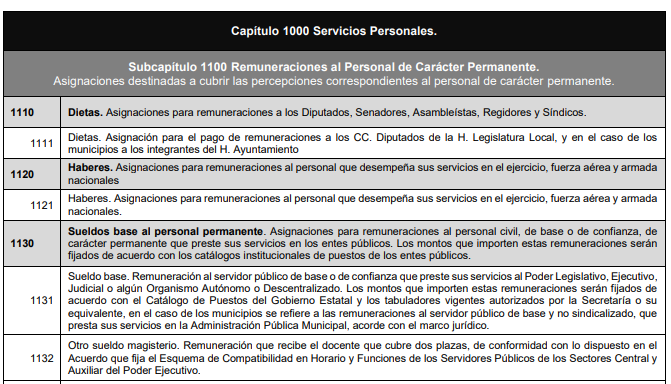 Capítulo 1000 Servicios Personales.
Subcapítulo 1100 Remuneraciones al Personal de Carácter Permanente.
Asignaciones destinadas a cubrir las percepciones correspondientes al personal de carácter permanente.
1110 Dietas. Asignaciones para remuneraciones a los Diputados, Senadores, Asambleístas, Regidores y Síndicos.
1111 Dietas. Asignación para el pago de remuneraciones a los CC. Diputados de la H. Legislatura Local, y en el caso de los
municipios a los integrantes del H. Ayuntamiento
1120 Haberes. Asignaciones para remuneraciones al personal que desempeña sus servicios en el ejercicio, fuerza aérea y armada
nacionales
1121 Haberes. Asignaciones para remuneraciones al personal que desempeña sus servicios en el ejercicio, fuerza aérea y armada
nacionales.
1130 Sueldos base al personal permanente. Asignaciones para remuneraciones al personal civil, de base o de confianza, de
carácter permanente que preste sus servicios en los entes públicos. Los montos que importen estas remuneraciones serán
fijados de acuerdo con los catálogos institucionales de puestos de los entes públicos.
1131 Sueldo base. Remuneración al servidor público de base o de confianza que preste sus servicios al Poder Legislativo, Ejecutivo,
Judicial o algún Organismo Autónomo o Descentralizado. Los montos que importen estas remuneraciones serán fijados de
acuerdo con el Catálogo de Puestos del Gobierno Estatal y los tabuladores vigentes autorizados por la Secretaría o su
equivalente, en el caso de los municipios se refiere a las remuneraciones al servidor público de base y no sindicalizado, que
presta sus servicios en la Administración Pública Municipal, acorde con el marco jurídico.
1132 Otro sueldo magisterio. Remuneración que recibe el docente que cubre dos plazas, de conformidad con lo dispuesto en el
Acuerdo que fija el Esquema de Compatibilidad en Horario y Funciones de los Servidores Públicos de los Sectores Central y
Auxiliar del Poder Ejecutivo.